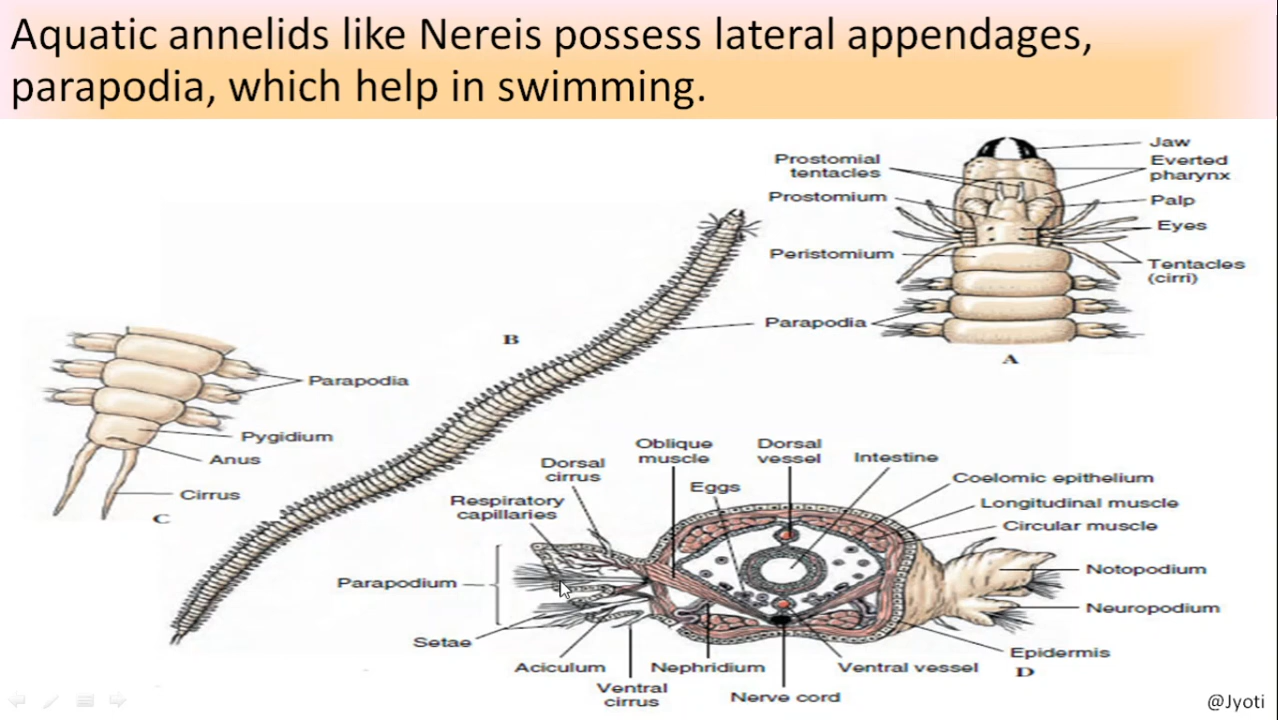 Aquatic annelids like Nereis possess lateral appendages,
parapodia, which help in swimming.
Jaw
Prostomial
tentacles
Everted
pharynx
Prostomium
Palp
Eyes
Peristomium
Tentacles
(cirri)
Parapodia
A
B
Parapodia
Pygidium
Anus
Cirrus
C
Oblique
muscle
Dorsal
vessel
Intestine
Dorsal
cirrus
Eggs
Coelomic epithelium
Respiratory
capillaries
Longitudinal muscle
Circular muscle
Parapodium
Notopodium
Neuropodium
Setae
Epidermis
Aciculum
Nephridium
Ventral vessel
D
Ventral
cirrus
Nerve cord
@Jyoti